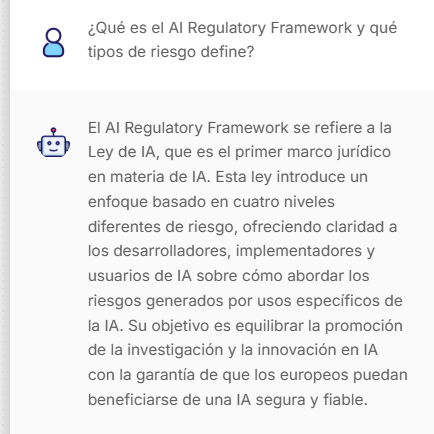 ¿Qué es el AI Regulatory Framework y qué
tipos de riesgo define?
El AI Regulatory Framework se refiere a la
Ley de IA, que es el primer marco jurídico
en materia de IA. Esta ley introduce un
enfoque basado en cuatro niveles
diferentes de riesgo, ofreciendo claridad a
los desarrolladores, implementadores y
usuarios de IA sobre cómo abordar los
riesgos generados por usos específicos de
la IA. Su objetivo es equilibrar la promoción
de la investigación y la innovación en IA
con la garantía de que los europeos puedan
beneficiarse de una IA segura y fiable.